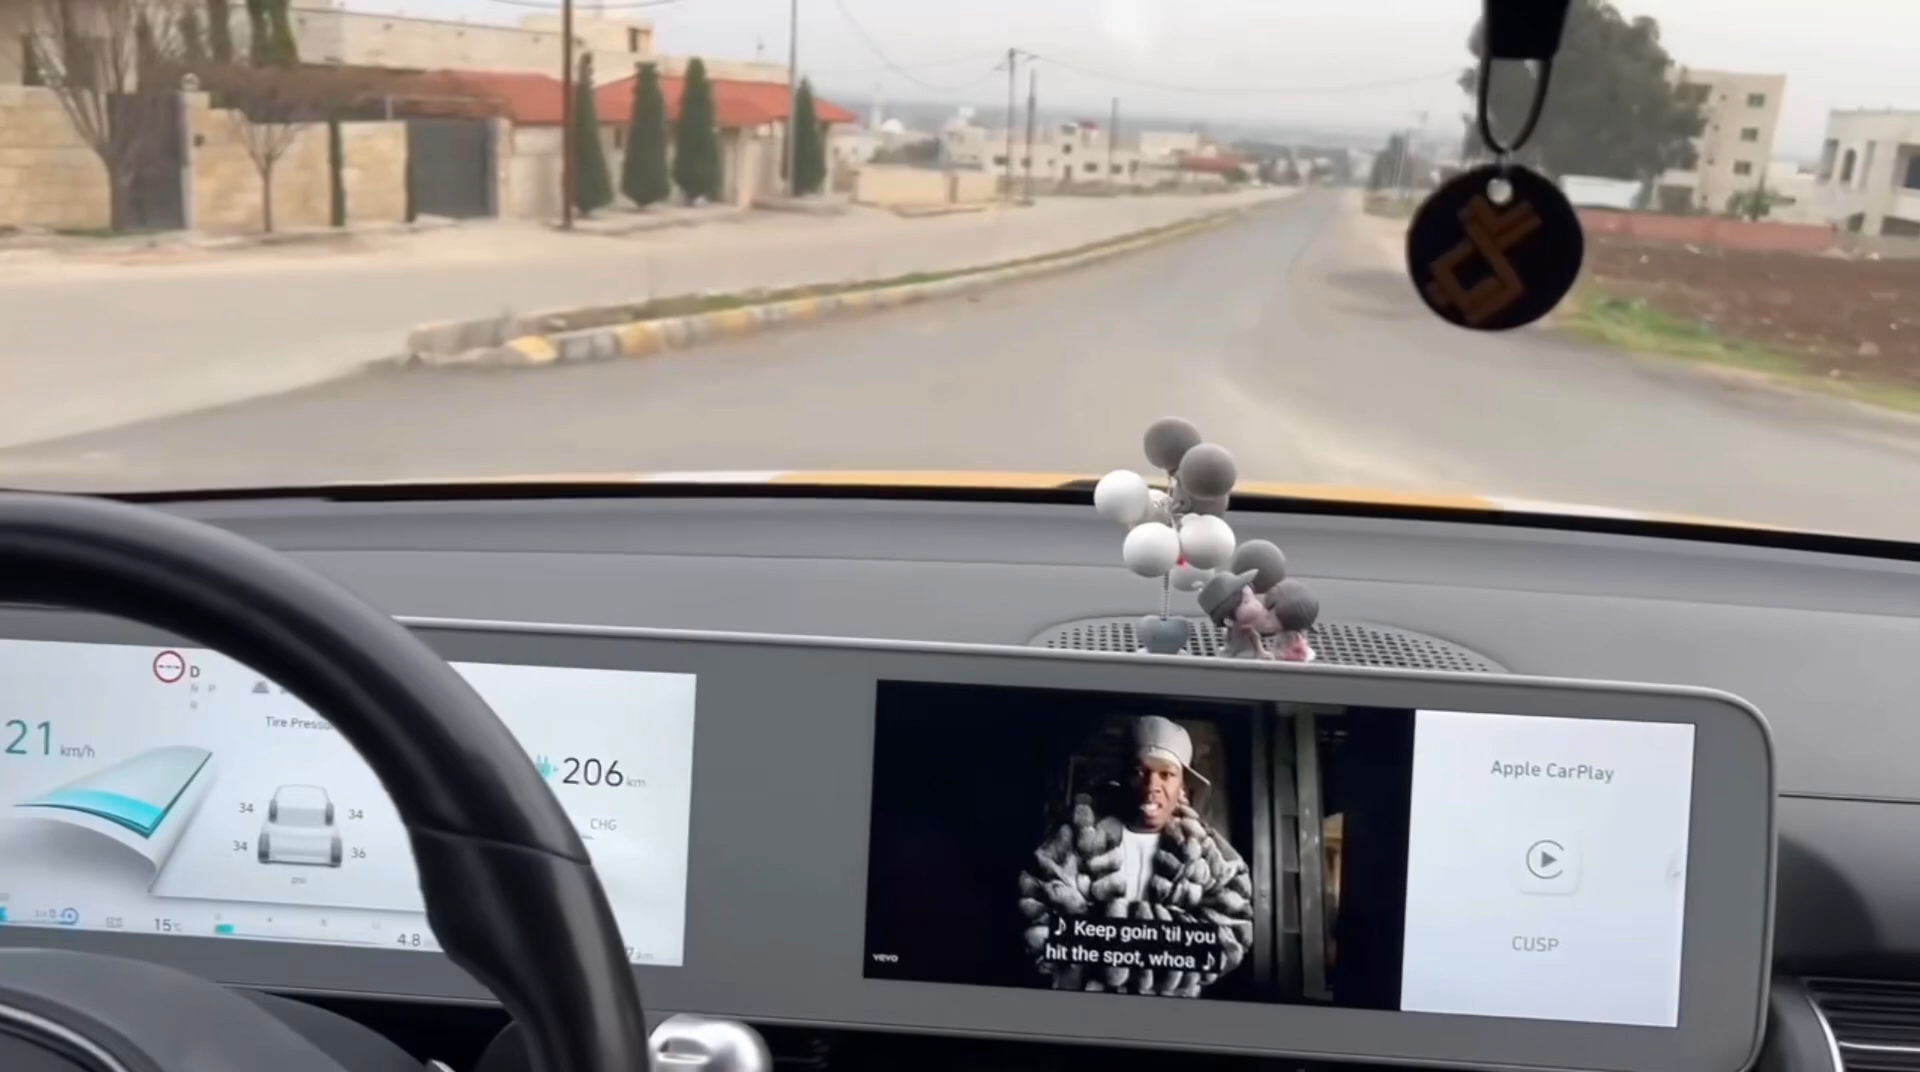 D
N P
R
21 km/h
Tire Pressu
34 34
34 36
206 km
CHG
15
4.8
vevo
♪ Keep goin 'til you
hit the spot, whoa ♪
Apple CarPlay
CUSP